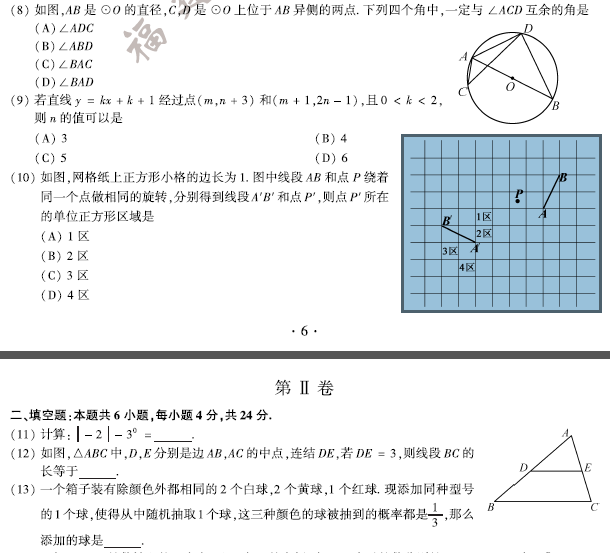 (8) 如图,AB 是 ⊙O 的直径,C,D 是 ⊙O 上位于 AB 异侧的两点. 下列四个角中,一定与 ∠ACD 互余的角是
(A) ∠ADC
(B) ∠ABD
(C) ∠BAC
(D) ∠BAD
福
D
A
C
O
B
(9) 若直线 y = kx + k + 1 经过点(m,n + 3) 和(m + 1,2n − 1),且 0 < k < 2,
则 n 的值可以是
(A) 3 (B) 4
(C) 5 (D) 6
(10) 如图,网格纸上正方形小格的边长为 1. 图中线段 AB 和点 P 绕着
同一个点做相同的旋转,分别得到线段 A′B′ 和点 P′,则点 P′ 所在
的单位正方形区域是
(A) 1 区
(B) 2 区
(C) 3 区
(D) 4 区
B
P
A
B′
1区
2区
A′
3区
4区
· 6 ·
第 Ⅱ 卷
二、填空题:本题共 6 小题,每小题 4 分,共 24 分.
(11) 计算: |−2| − 3⁰ = ______.
(12) 如图,△ABC 中,D,E 分别是边 AB,AC 的中点,连结 DE,若 DE = 3,则线段 BC 的
长等于______.
(13) 一个箱子装有除颜色外都相同的 2 个白球,2 个黄球,1 个红球. 现添加同种型号
的 1 个球,使得从中随机抽取 1 个球,这三种颜色的球被抽到的概率都是 1/3 ,那么
添加的球是______.
A
D
E
B
C